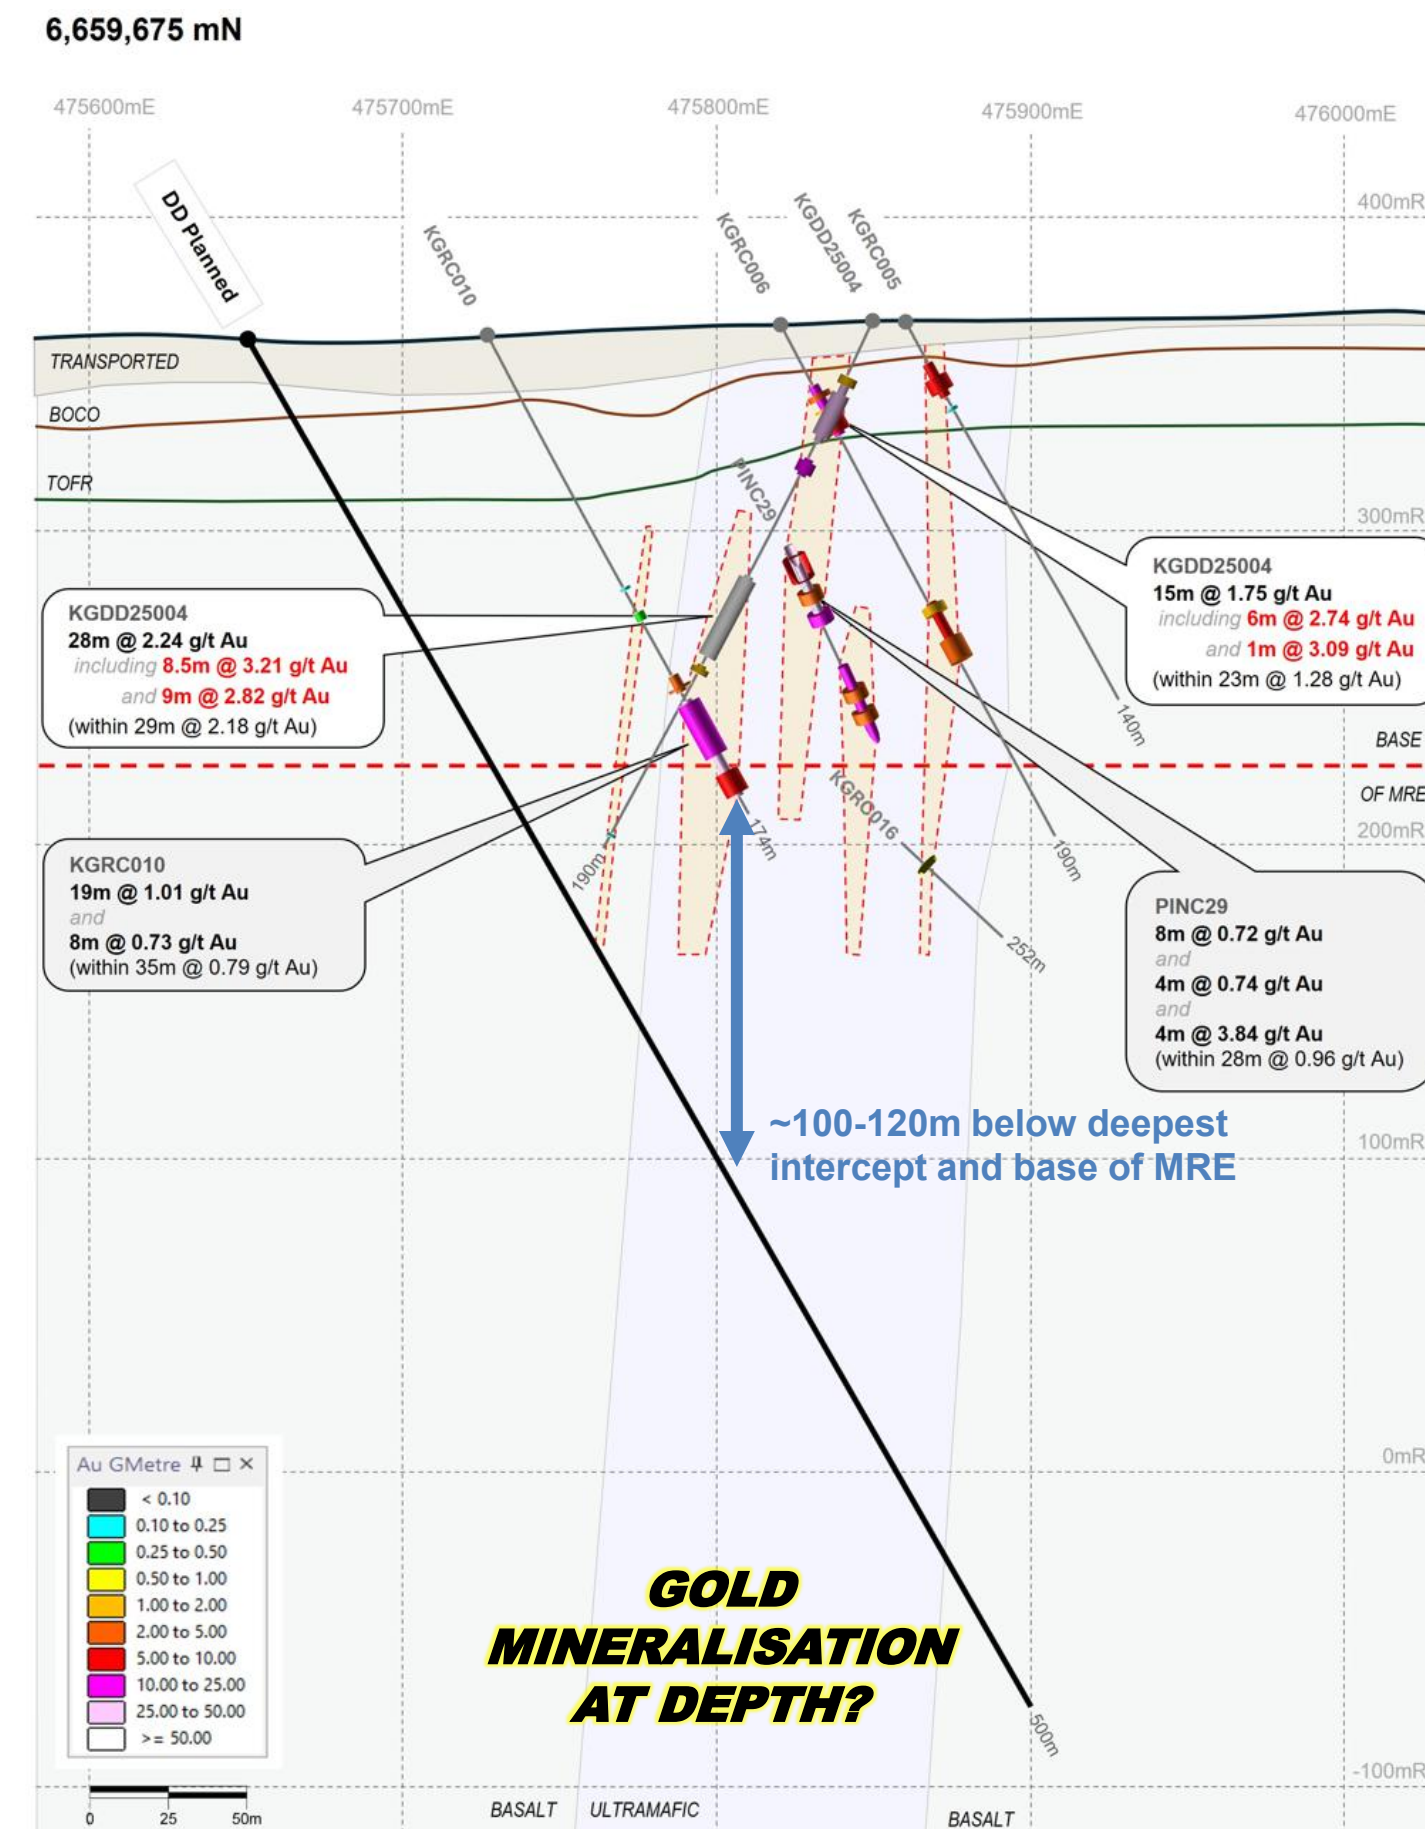 6,659,675 mN
475600mE
475700mE
475800mE
475900mE
476000mE
400mR
DD Planned
KGRC010
KGRC006
KGDD25004
KGRC005
TRANSPORTED
BOCO
TOFR
PINC29
300mR
KGDD25004
28m @ 2.24 g/t Au
including 8.5m @ 3.21 g/t Au
and 9m @ 2.82 g/t Au
(within 29m @ 2.18 g/t Au)
KGDD25004
15m @ 1.75 g/t Au
including 6m @ 2.74 g/t Au
and 1m @ 3.09 g/t Au
(within 23m @ 1.28 g/t Au)
140m
BASE
OF MRE
KGRC016
200mR
174m
190m
190m
252m
KGRC010
19m @ 1.01 g/t Au
and
8m @ 0.73 g/t Au
(within 35m @ 0.79 g/t Au)
PINC29
8m @ 0.72 g/t Au
and
4m @ 0.74 g/t Au
and
4m @ 3.84 g/t Au
(within 28m @ 0.96 g/t Au)
~100-120m below deepest
intercept and base of MRE
100mR
0mR
Au GMetre
< 0.10
0.10 to 0.25
0.25 to 0.50
0.50 to 1.00
1.00 to 2.00
2.00 to 5.00
5.00 to 10.00
10.00 to 25.00
25.00 to 50.00
>= 50.00
GOLD
MINERALISATION
AT DEPTH?
500m
-100mR
0 25 50m
BASALT
ULTRAMAFIC
BASALT